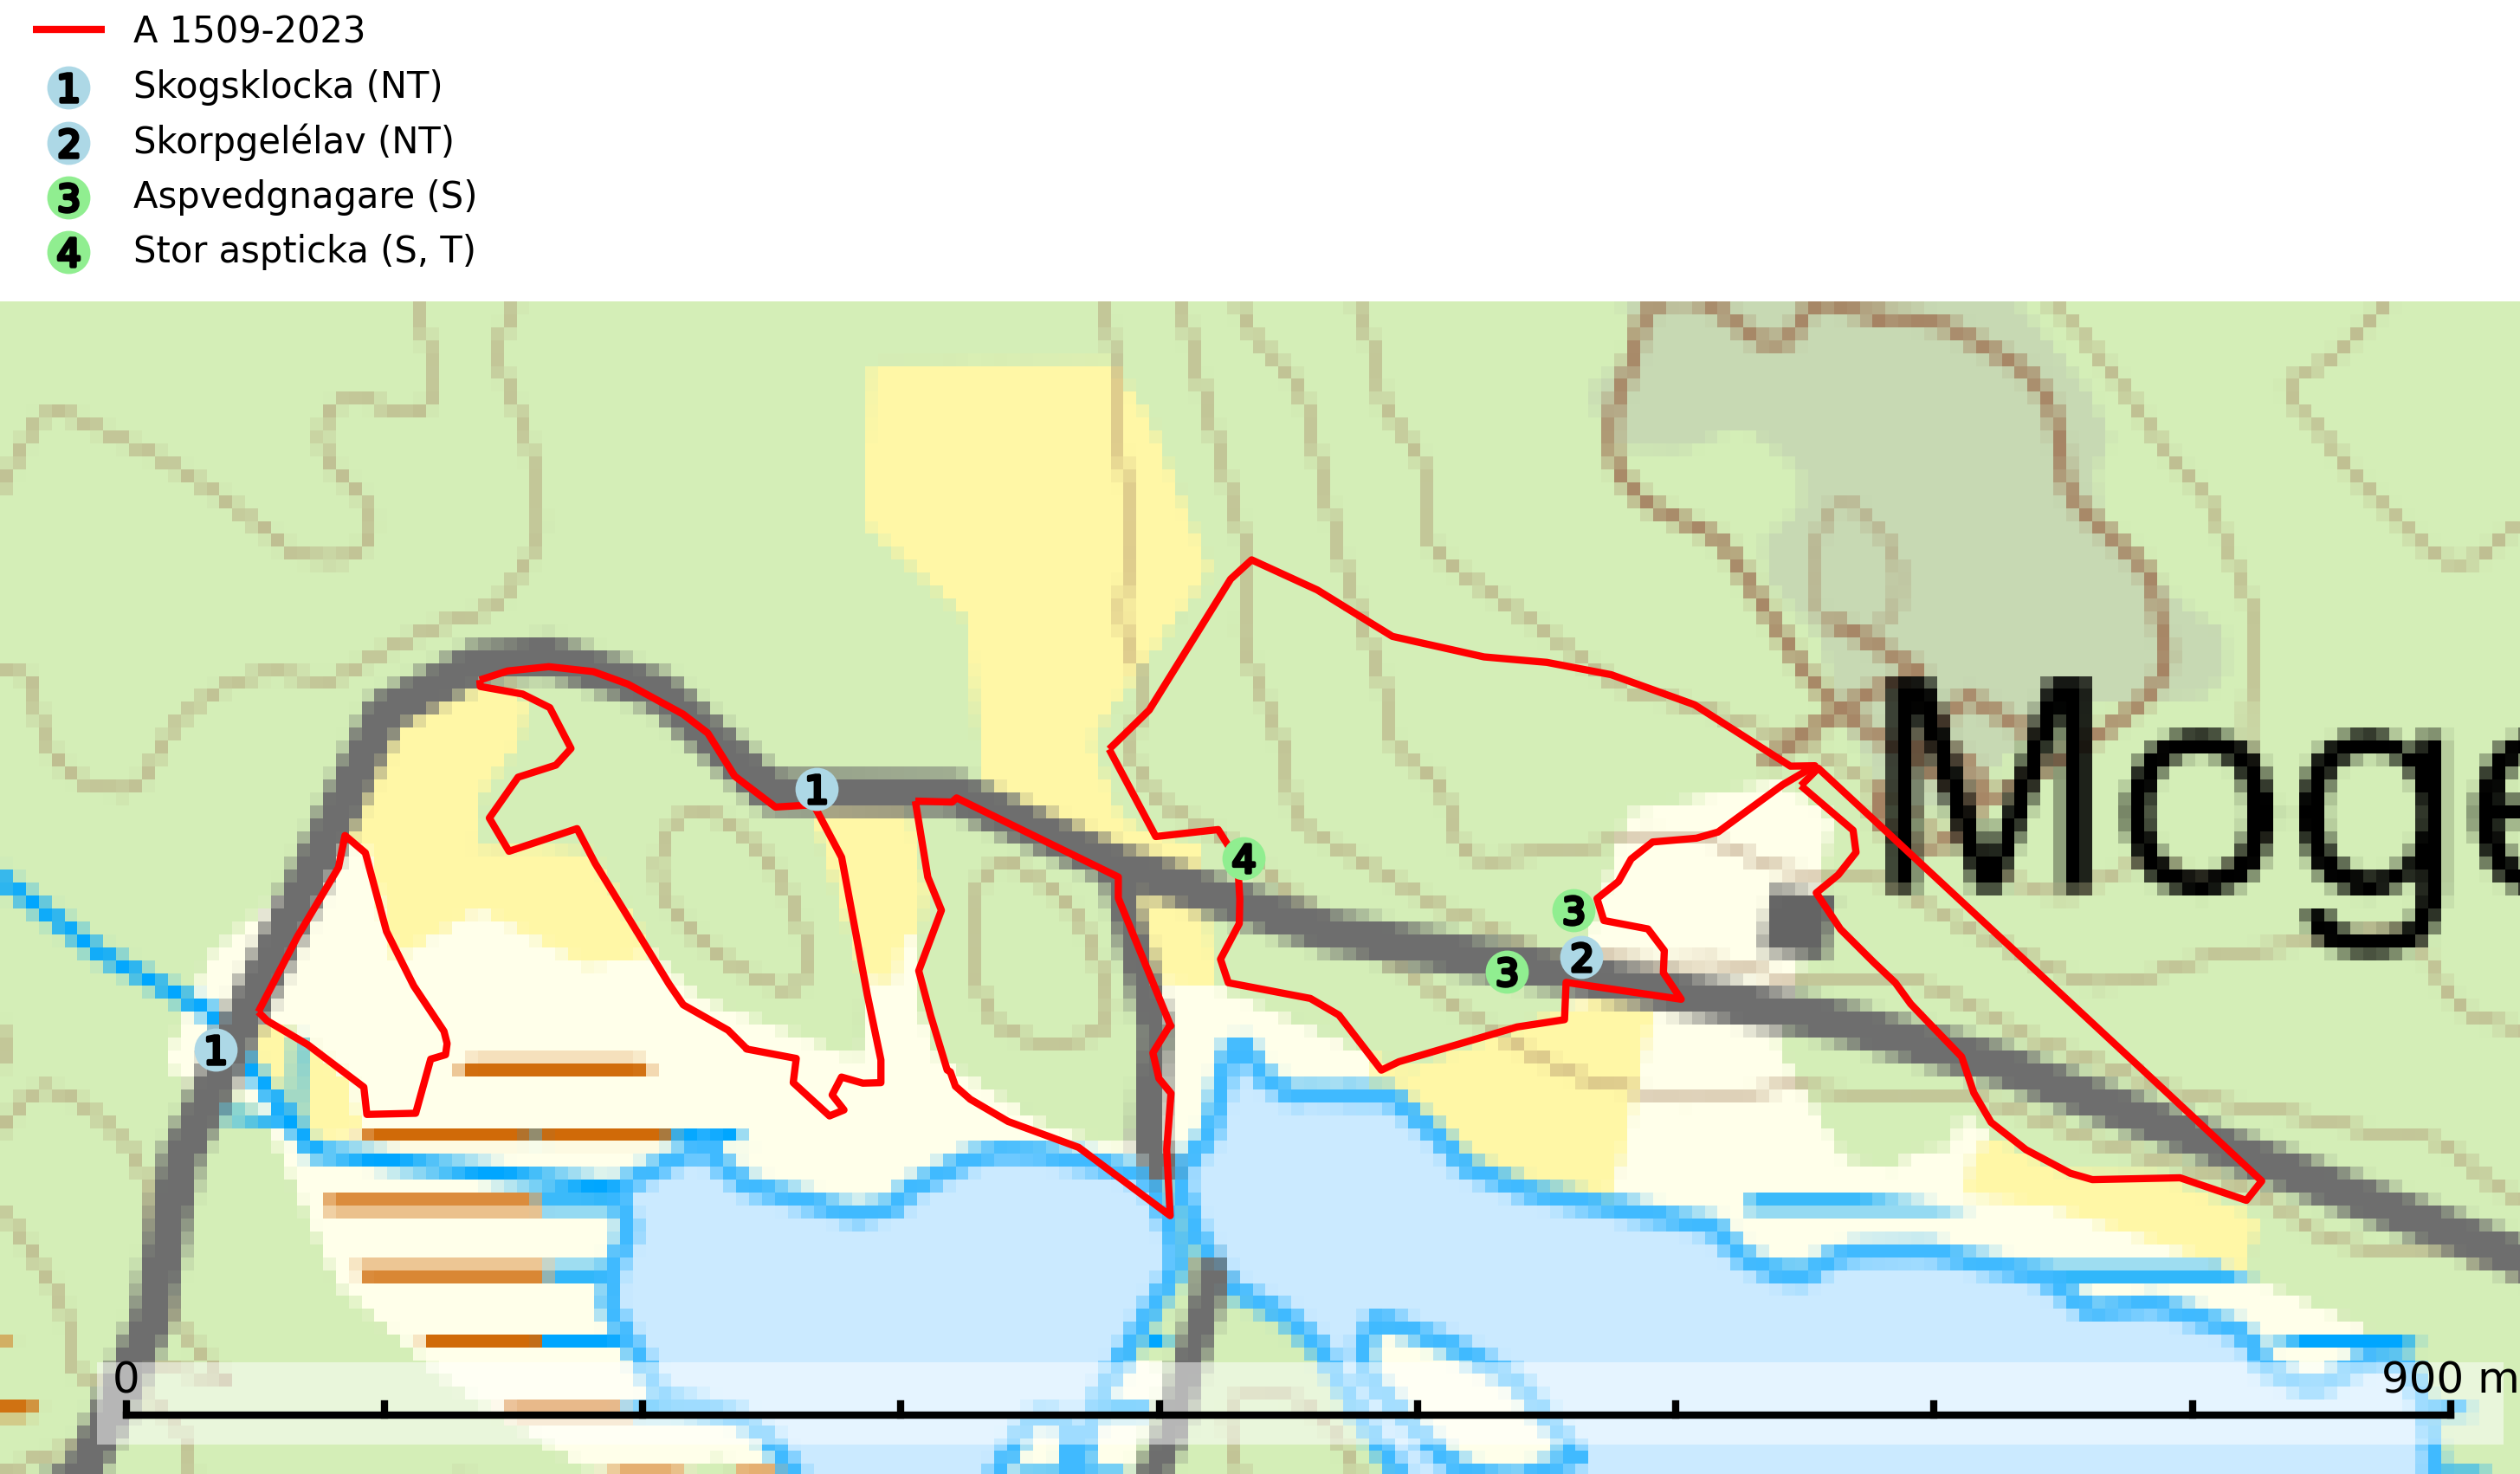 A 1509-2023
1 Skogsklocka (NT)
2 Skorpgelélav (NT)
3 Aspvedgnagare (S)
4 Stor aspticka (S, T)
Moge
1
4
3
2
3
1
0 900 m